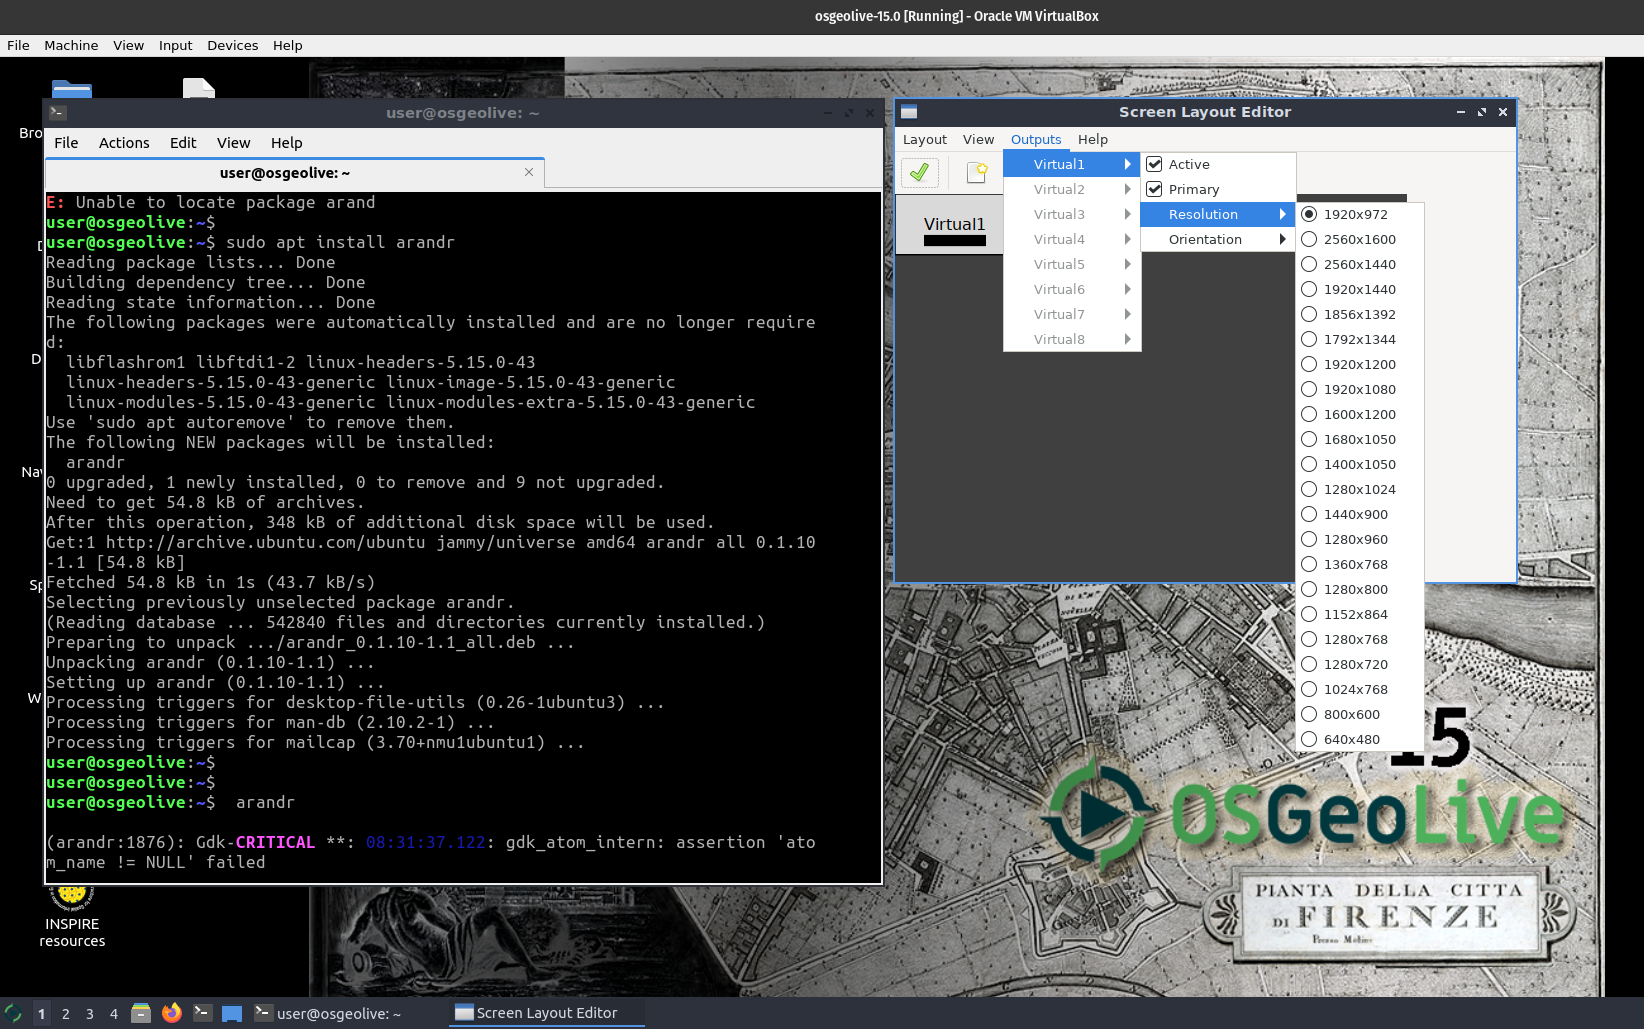 osgeolive-15.0 [Running] - Oracle VM VirtualBox
File Machine View Input Devices Help
user@osgeolive: ~
File Actions Edit View Help
user@osgeolive: ~
E: Unable to locate package arand
user@osgeolive:~$
user@osgeolive:~$ sudo apt install arandr
Reading package lists... Done
Building dependency tree... Done
Reading state information... Done
The following packages were automatically installed and are no longer require
d:
libflashrom1 libftdi1-2 linux-headers-5.15.0-43
linux-headers-5.15.0-43-generic linux-image-5.15.0-43-generic
linux-modules-5.15.0-43-generic linux-modules-extra-5.15.0-43-generic
Use 'sudo apt autoremove' to remove them.
The following NEW packages will be installed:
arandr
0 upgraded, 1 newly installed, 0 to remove and 9 not upgraded.
Need to get 54.8 kB of archives.
After this operation, 348 kB of additional disk space will be used.
Get:1 http://archive.ubuntu.com/ubuntu jammy/universe amd64 arandr all 0.1.10
-1.1 [54.8 kB]
Fetched 54.8 kB in 1s (43.7 kB/s)
Selecting previously unselected package arandr.
(Reading database ... 542840 files and directories currently installed.)
Preparing to unpack .../arandr_0.1.10-1.1_all.deb ...
Unpacking arandr (0.1.10-1.1) ...
Setting up arandr (0.1.10-1.1) ...
Processing triggers for desktop-file-utils (0.26-1ubuntu3) ...
Processing triggers for man-db (2.10.2-1) ...
Processing triggers for mailcap (3.70+nmu1ubuntu1) ...
user@osgeolive:~$
user@osgeolive:~$
user@osgeolive:~$ arandr
(arandr:1876): Gdk-CRITICAL **: 08:31:37.122: gdk_atom_intern: assertion 'ato
m_name != NULL' failed
Screen Layout Editor
Layout View Outputs Help
Virtual1
Virtual1
Virtual2
Virtual3
Virtual4
Virtual5
Virtual6
Virtual7
Virtual8
Active
Primary
Resolution
Orientation
1920x972
2560x1600
2560x1440
1920x1440
1856x1392
1792x1344
1920x1200
1920x1080
1600x1200
1680x1050
1400x1050
1280x1024
1440x900
1280x960
1360x768
1280x800
1152x864
1280x768
1280x720
1024x768
800x600
640x480
15
OSGeoLive
PIANTA DELLA CITTA
DI FIRENZE
INSPIRE
resources
1 2 3 4 user@osgeolive: ~ Screen Layout Editor